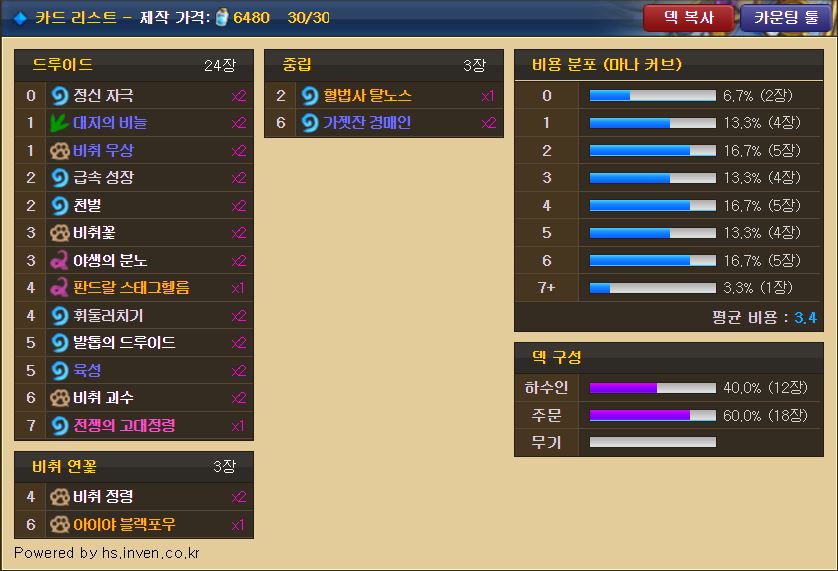 카드 리스트 - 제작 가격: 6480 30/30
덱 복사
카운팅 툴
드루이드 24장
0 정신 자극 x2
1 대지의 비늘 x2
1 비취 우상 x2
2 급속 성장 x2
2 천벌 x2
3 비취꽃 x2
3 야생의 분노 x2
4 판드랄 스태그헬름 x1
4 휘둘러치기 x2
5 발톱의 드루이드 x2
5 육성 x2
6 비취 괴수 x2
7 전쟁의 고대정령 x1
비취 연꽃 3장
4 비취 정령 x2
6 아이야 블랙포우 x1
Powered by hs.inven.co.kr
중립 3장
2 혈법사 탈노스 x1
6 가젯잔 경매인 x2
비용 분포 (마나 커브)
0 6.7% (2장)
1 13.3% (4장)
2 16.7% (5장)
3 13.3% (4장)
4 16.7% (5장)
5 13.3% (4장)
6 16.7% (5장)
7+ 3.3% (1장)
평균 비용 : 3.4
덱 구성
하수인 40.0% (12장)
주문 60.0% (18장)
무기